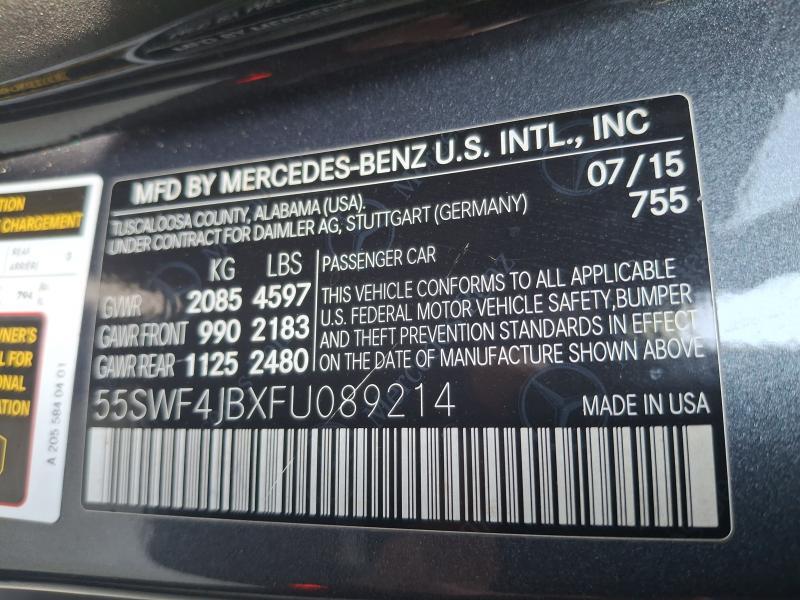 MFD BY MERCEDES-BENZ U.S. INTL., INC
TUSCALOOSA COUNTY, ALABAMA (USA).
07/15
UNDER CONTRACT FOR DAIMLER AG, STUTTGART (GERMANY)
755
KG LBS
GVWR 2085 4597
GAWR FRONT 990 2183
GAWR REAR 1125 2480
PASSENGER CAR
THIS VEHICLE CONFORMS TO ALL APPLICABLE
U.S. FEDERAL MOTOR VEHICLE SAFETY,BUMPER
AND THEFT PREVENTION STANDARDS IN EFFECT
ON THE DATE OF MANUFACTURE SHOWN ABOVE
55SWF4JBXFU089214
MADE IN USA
CHARGEMENT
794
A 205 584 04 01